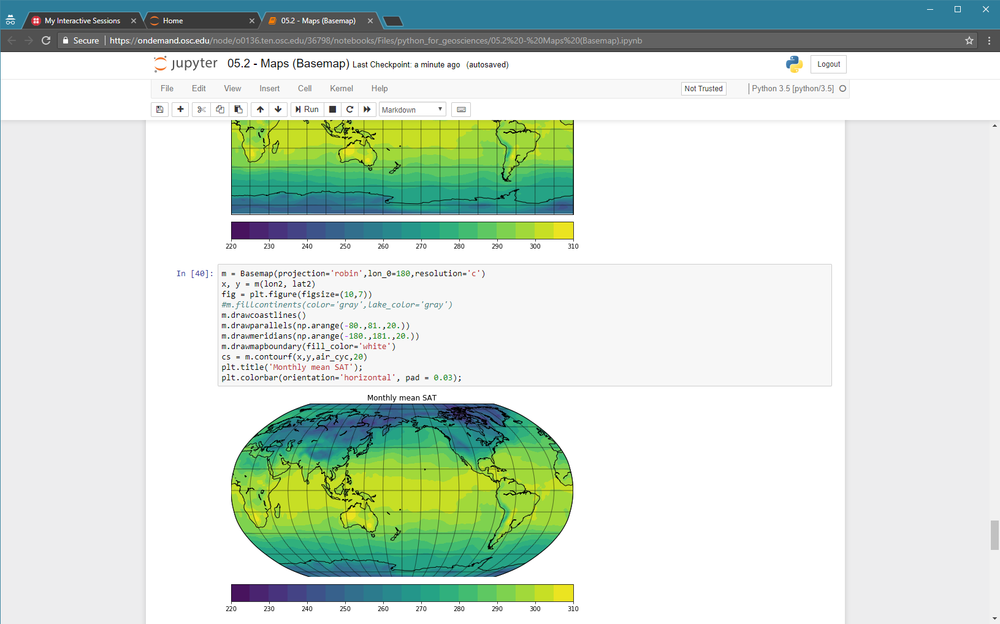 My Interactive Sessions
Home
05.2 - Maps (Basemap)
Secure
https://ondemand.osc.edu/node/o0136.ten.osc.edu/36798/notebooks/Files/python_for_geosciences/05.2%20-%20Maps%20(Basemap).ipynb
jupyter 05.2 - Maps (Basemap) Last Checkpoint: a minute ago (autosaved)
Logout
File Edit View Insert Cell Kernel Help
Not Trusted
Python 3.5 [python/3.5]
Run
Markdown
220 230 240 250 260 270 280 290 300 310
In [40]:
m = Basemap(projection='robin',lon_0=180,resolution='c')
x, y = m(lon2, lat2)
fig = plt.figure(figsize=(10,7))
#m.fillcontinents(color='gray',lake_color='gray')
m.drawcoastlines()
m.drawparallels(np.arange(-80.,81.,20.))
m.drawmeridians(np.arange(-180.,181.,20.))
m.drawmapboundary(fill_color='white')
cs = m.contourf(x,y,air_cyc,20)
plt.title('Monthly mean SAT');
plt.colorbar(orientation='horizontal', pad = 0.03);
Monthly mean SAT
220 230 240 250 260 270 280 290 300 310